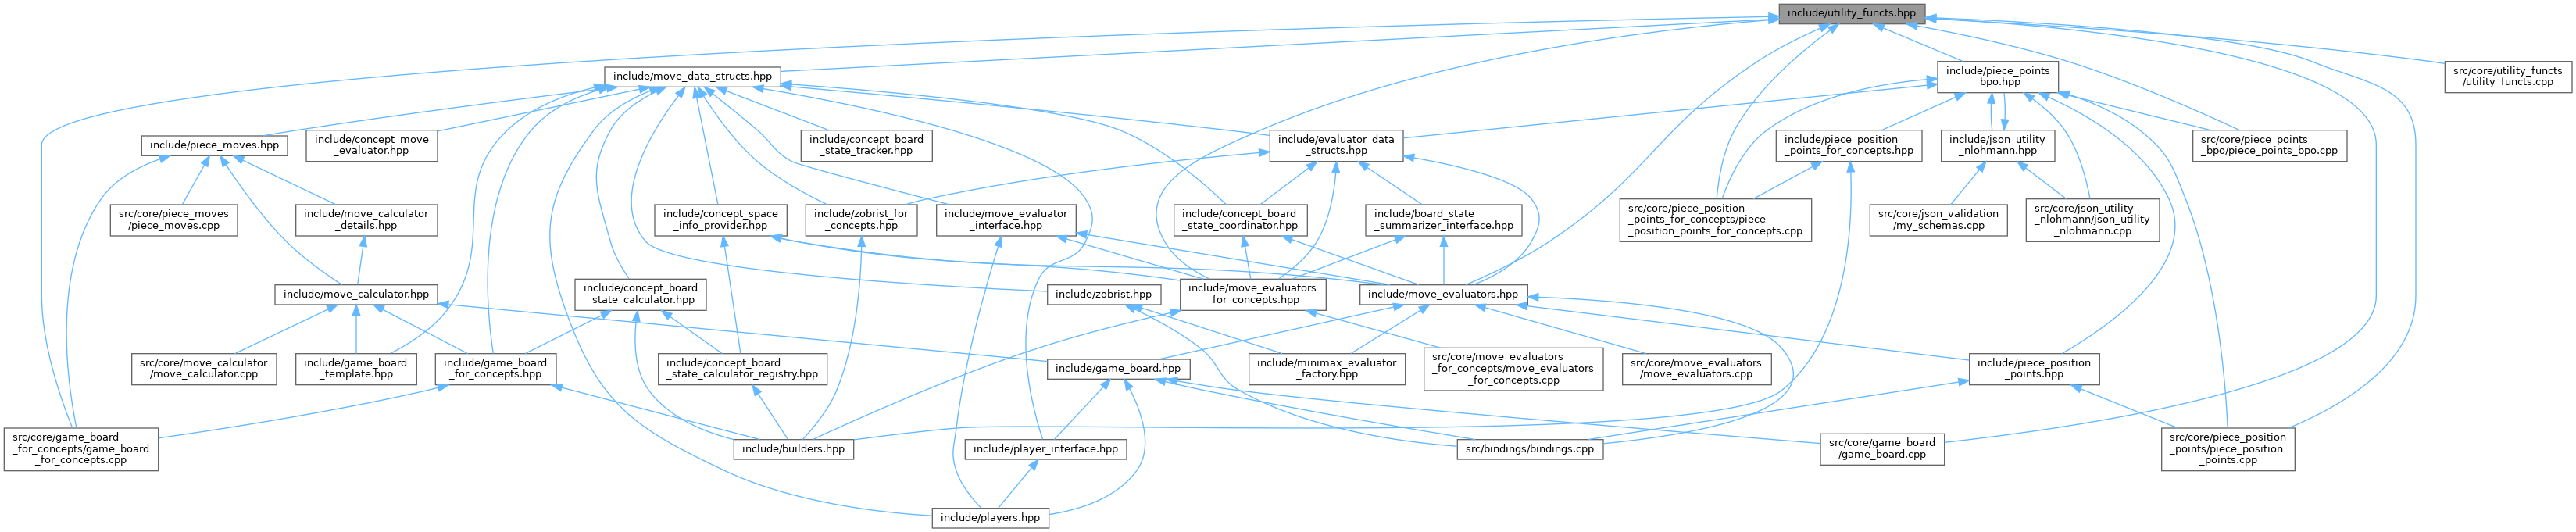 include/utility_functs.hpp
include/move_data_structs.hpp
include/piece_points
_bpo.hpp
src/core/utility_functs
/utility_functs.cpp
include/piece_moves.hpp
include/concept_move
_evaluator.hpp
include/concept_board
_state_tracker.hpp
include/evaluator_data
_structs.hpp
include/piece_position
_points_for_concepts.hpp
include/json_utility
_nlohmann.hpp
src/core/piece_points
_bpo/piece_points_bpo.cpp
src/core/piece_moves
/piece_moves.cpp
include/move_calculator
_details.hpp
include/concept_space
_info_provider.hpp
include/zobrist_for
_concepts.hpp
include/move_evaluator
_interface.hpp
include/concept_board
_state_coordinator.hpp
include/board_state
_summarizer_interface.hpp
src/core/piece_position
_points_for_concepts/piece
_position_points_for_concepts.cpp
src/core/json_validation
/my_schemas.cpp
src/core/json_utility
_nlohmann/json_utility
_nlohmann.cpp
include/move_calculator.hpp
include/concept_board
_state_calculator.hpp
include/zobrist.hpp
include/move_evaluators
_for_concepts.hpp
include/move_evaluators.hpp
src/core/move_calculator
/move_calculator.cpp
include/game_board
_template.hpp
include/game_board
_for_concepts.hpp
include/concept_board
_state_calculator_registry.hpp
include/game_board.hpp
include/minimax_evaluator
_factory.hpp
src/core/move_evaluators
_for_concepts/move_evaluators
_for_concepts.cpp
src/core/move_evaluators
/move_evaluators.cpp
include/piece_position
_points.hpp
src/core/game_board
_for_concepts/game_board
_for_concepts.cpp
include/builders.hpp
include/player_interface.hpp
src/bindings/bindings.cpp
src/core/game_board
/game_board.cpp
src/core/piece_position
_points/piece_position
_points.cpp
include/players.hpp